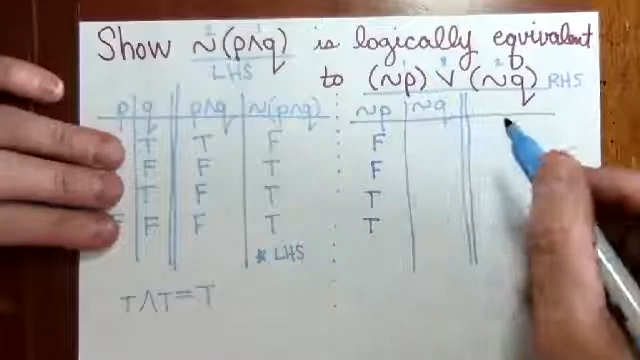 Show ~(p∧q) is logically equivalent
LHS to (~p) ∨ (~q) RHS
p q p∧q ~(p∧q) ~p ~q
T T F F
F F T F
T F T T
F F F T T
* LHS
T∧T=T